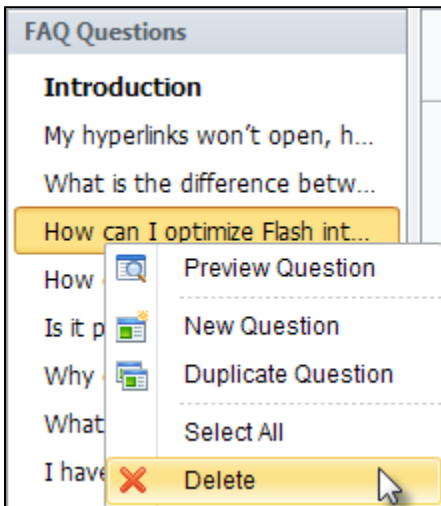 FAQ Questions
Introduction
My hyperlinks won't open, h...
What is the difference betw...
How can I optimize Flash int...
How
Preview Question
Is it p
New Question
Why
Duplicate Question
What
Select All
I have
Delete